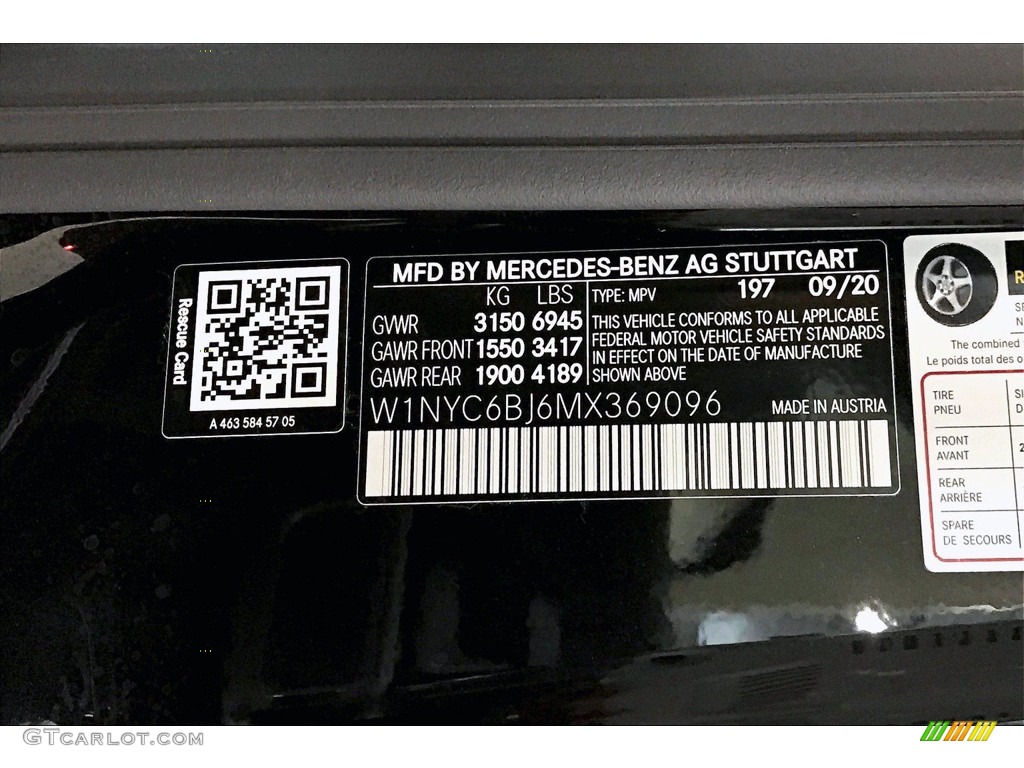 Rescue Card
A 463 584 57 05
MFD BY MERCEDES-BENZ AG STUTTGART
KG LBS
GVWR 3150 6945
GAWR FRONT 1550 3417
GAWR REAR 1900 4189
TYPE: MPV 197 09/20
THIS VEHICLE CONFORMS TO ALL APPLICABLE
FEDERAL MOTOR VEHICLE SAFETY STANDARDS
IN EFFECT ON THE DATE OF MANUFACTURE
SHOWN ABOVE
W1NYC6BJ6MX369096 MADE IN AUSTRIA
The combined
Le poids total des
TIRE
PNEU
FRONT
AVANT
REAR
ARRIÈRE
SPARE
DE SECOURS
GTCARLOT.COM